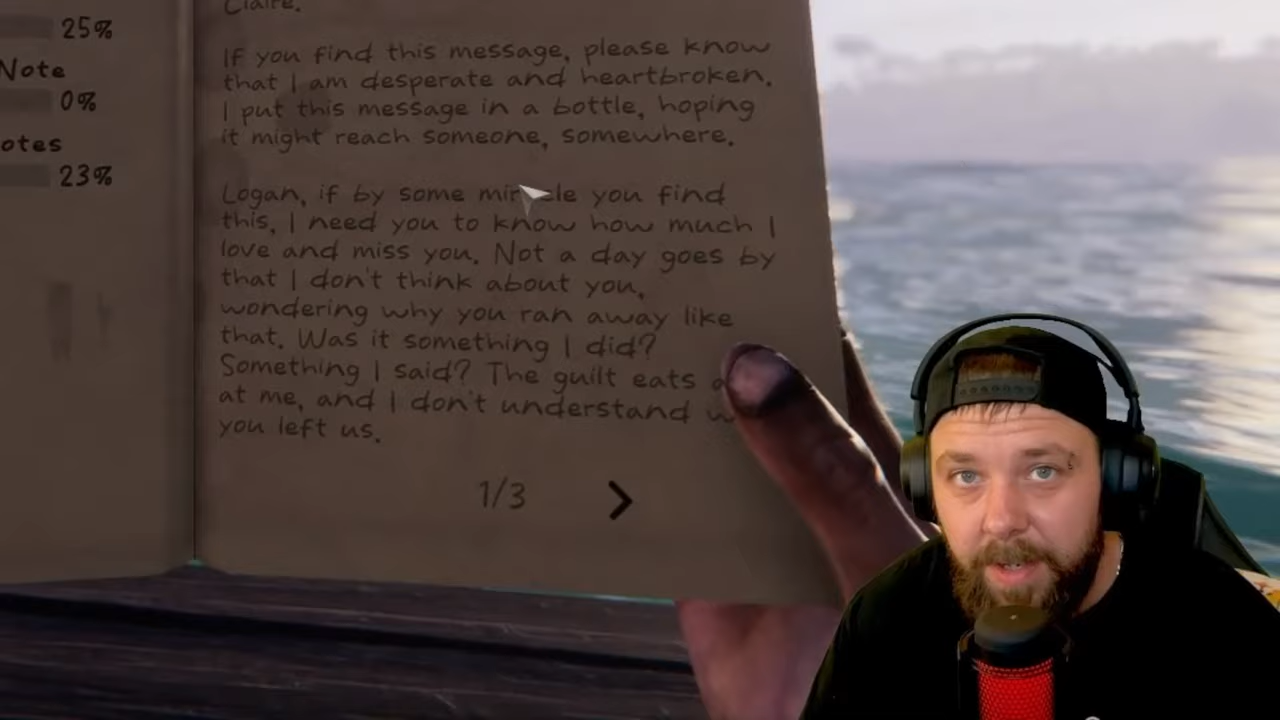 25%
Note
0%
otes
23%
Claire.
If you find this message, please know
that I am desperate and heartbroken.
I put this message in a bottle, hoping
it might reach someone, somewhere.
Logan, if by some you find
this, I need you to know how much I
love and miss you. Not a day goes by
that I don't think about you,
wondering why you ran away like
that. Was it something I did?
Something I said? The guilt eats
at me, and I don't understand
you left us.
1/3